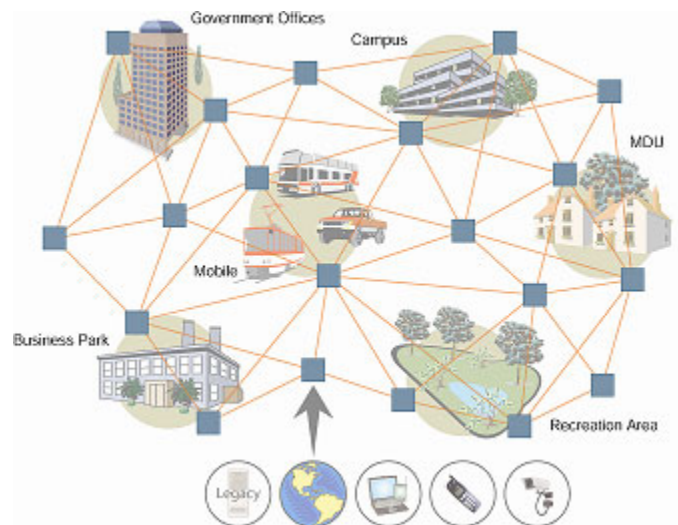 Government Offices
Campus
MDU
Mobile
Business Park
Recreation Area
Legacy